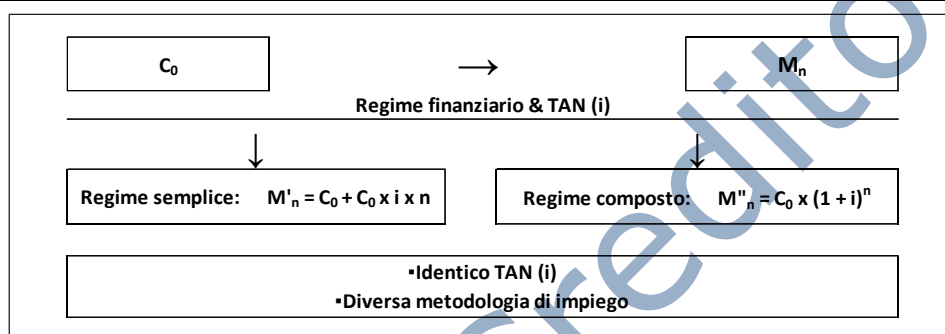 C₀ → Mₙ
Regime finanziario & TAN (i)
↓ ↓
Regime semplice: M'ₙ = C₀ + C₀ x i x n
Regime composto: M"ₙ = C₀ x (1 + i)ⁿ
▪Identico TAN (i)
▪Diversa metodologia di impiego
credito